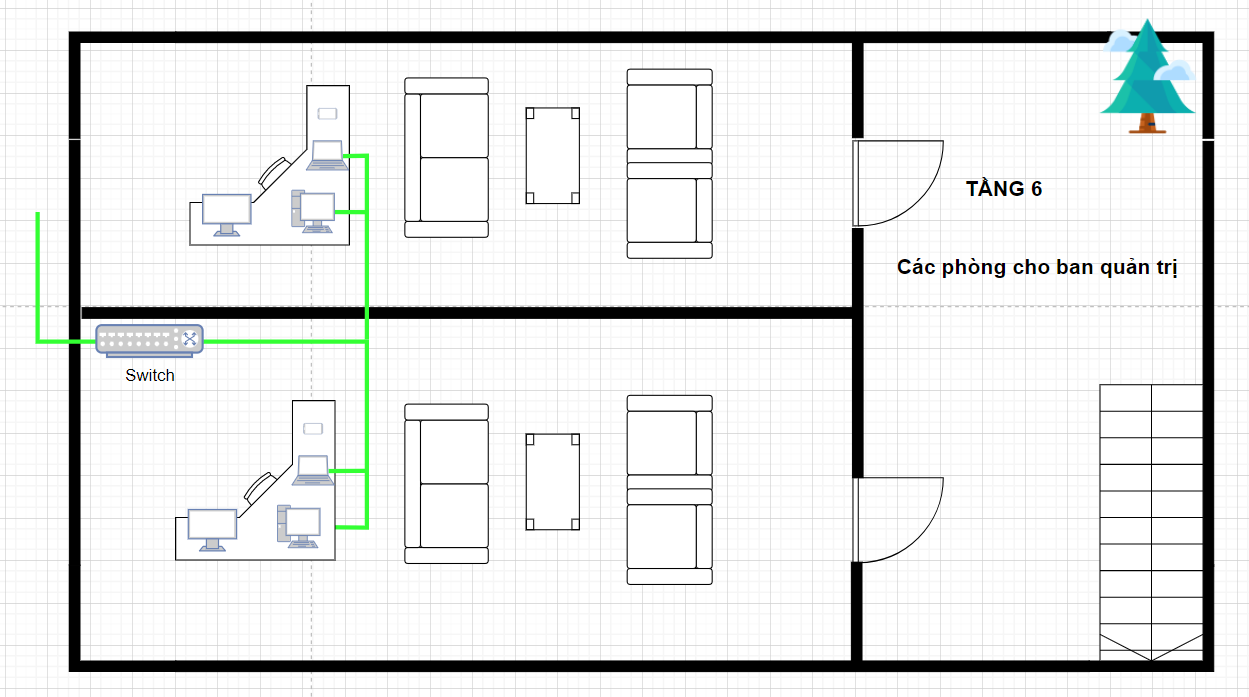 TẦNG 6
Các phòng cho ban quản trị
Switch